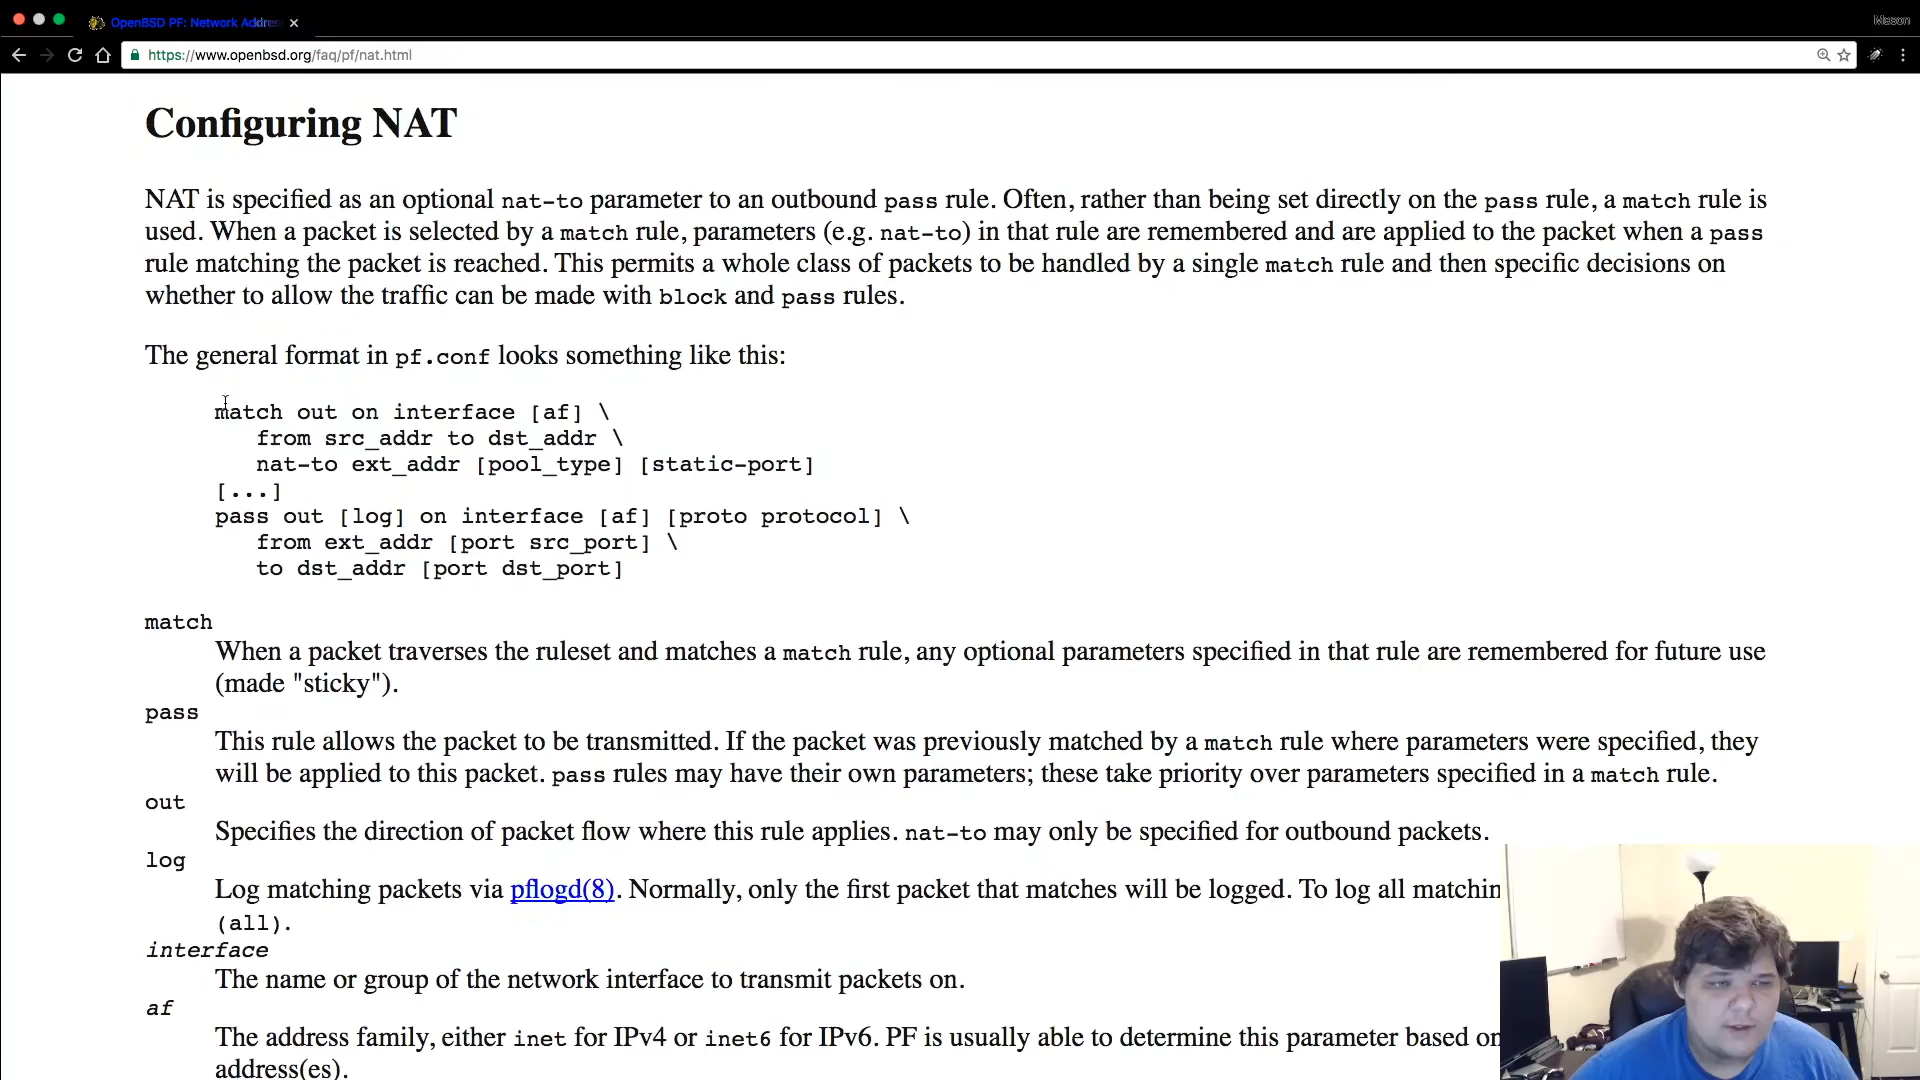 OpenBSD PF: Network Addres
Mason
https://www.openbsd.org/faq/pf/nat.html
Configuring NAT
NAT is specified as an optional nat-to parameter to an outbound pass rule. Often, rather than being set directly on the pass rule, a match rule is
used. When a packet is selected by a match rule, parameters (e.g. nat-to) in that rule are remembered and are applied to the packet when a pass
rule matching the packet is reached. This permits a whole class of packets to be handled by a single match rule and then specific decisions on
whether to allow the traffic can be made with block and pass rules.
The general format in pf.conf looks something like this:
match out on interface [af] \
from src_addr to dst_addr \
nat-to ext_addr [pool_type] [static-port]
[...]
pass out [log] on interface [af] [proto protocol] \
from ext_addr [port src_port] \
to dst_addr [port dst_port]
match
When a packet traverses the ruleset and matches a match rule, any optional parameters specified in that rule are remembered for future use
(made "sticky").
pass
This rule allows the packet to be transmitted. If the packet was previously matched by a match rule where parameters were specified, they
will be applied to this packet. pass rules may have their own parameters; these take priority over parameters specified in a match rule.
out
Specifies the direction of packet flow where this rule applies. nat-to may only be specified for outbound packets.
log
Log matching packets via pflogd(8). Normally, only the first packet that matches will be logged. To log all matchin
(all).
interface
The name or group of the network interface to transmit packets on.
af
The address family, either inet for IPv4 or inet6 for IPv6. PF is usually able to determine this parameter based on
address(es).